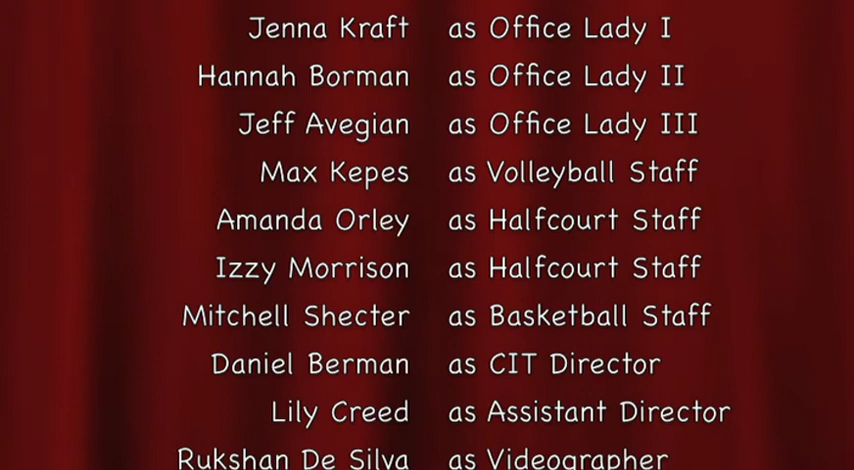 Jenna Kraft as Office Lady I
Hannah Borman as Office Lady II
Jeff Avegian as Office Lady III
Max Kepes as Volleyball Staff
Amanda Orley as Halfcourt Staff
Izzy Morrison as Halfcourt Staff
Mitchell Shecter as Basketball Staff
Daniel Berman as CIT Director
Lily Creed as Assistant Director
Rukshan De Silva as Videographer